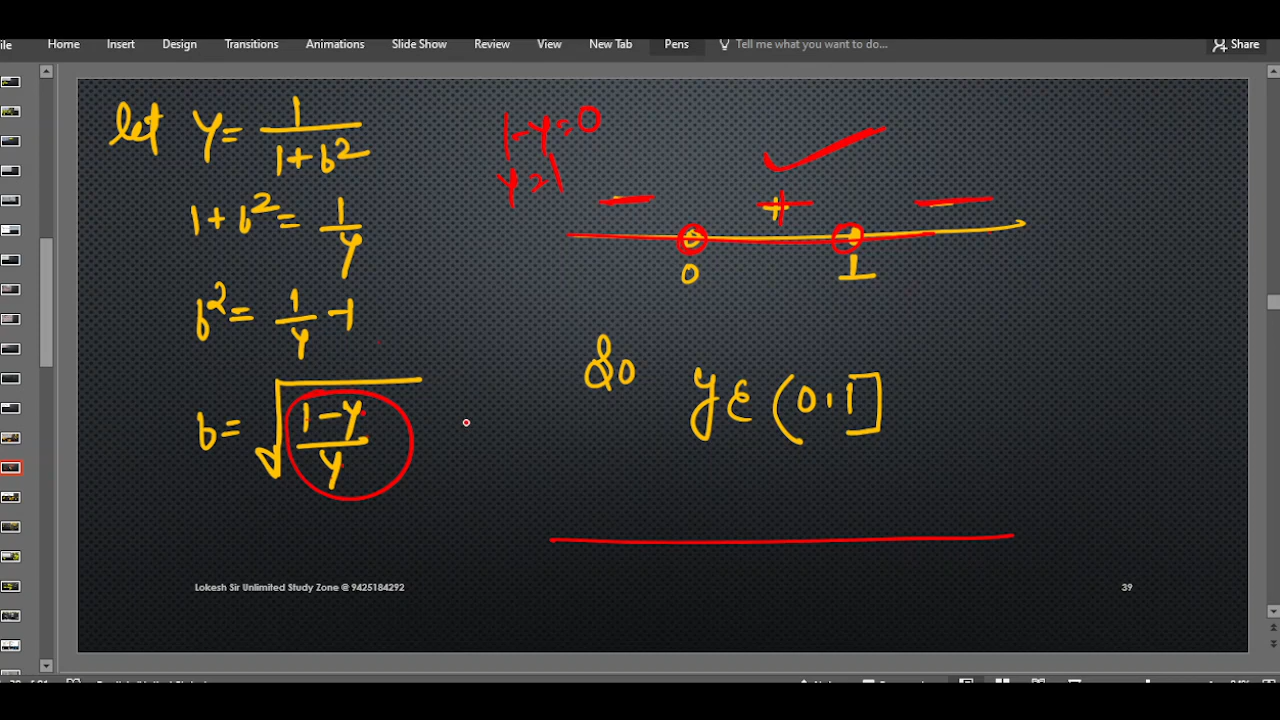 ile Home Insert Design Transitions Animations Slide Show Review View New Tab Pens Tell me what you want to do... Share
let y = 1/(1+b²)
1+b² = 1/y
b² = 1/y - 1
b = √((1-y)/y)
1-y=0
y=1
- + -
0 1
So y ε (0,1]
Lokesh Sir Unlimited Study Zone @ 9425184292
39